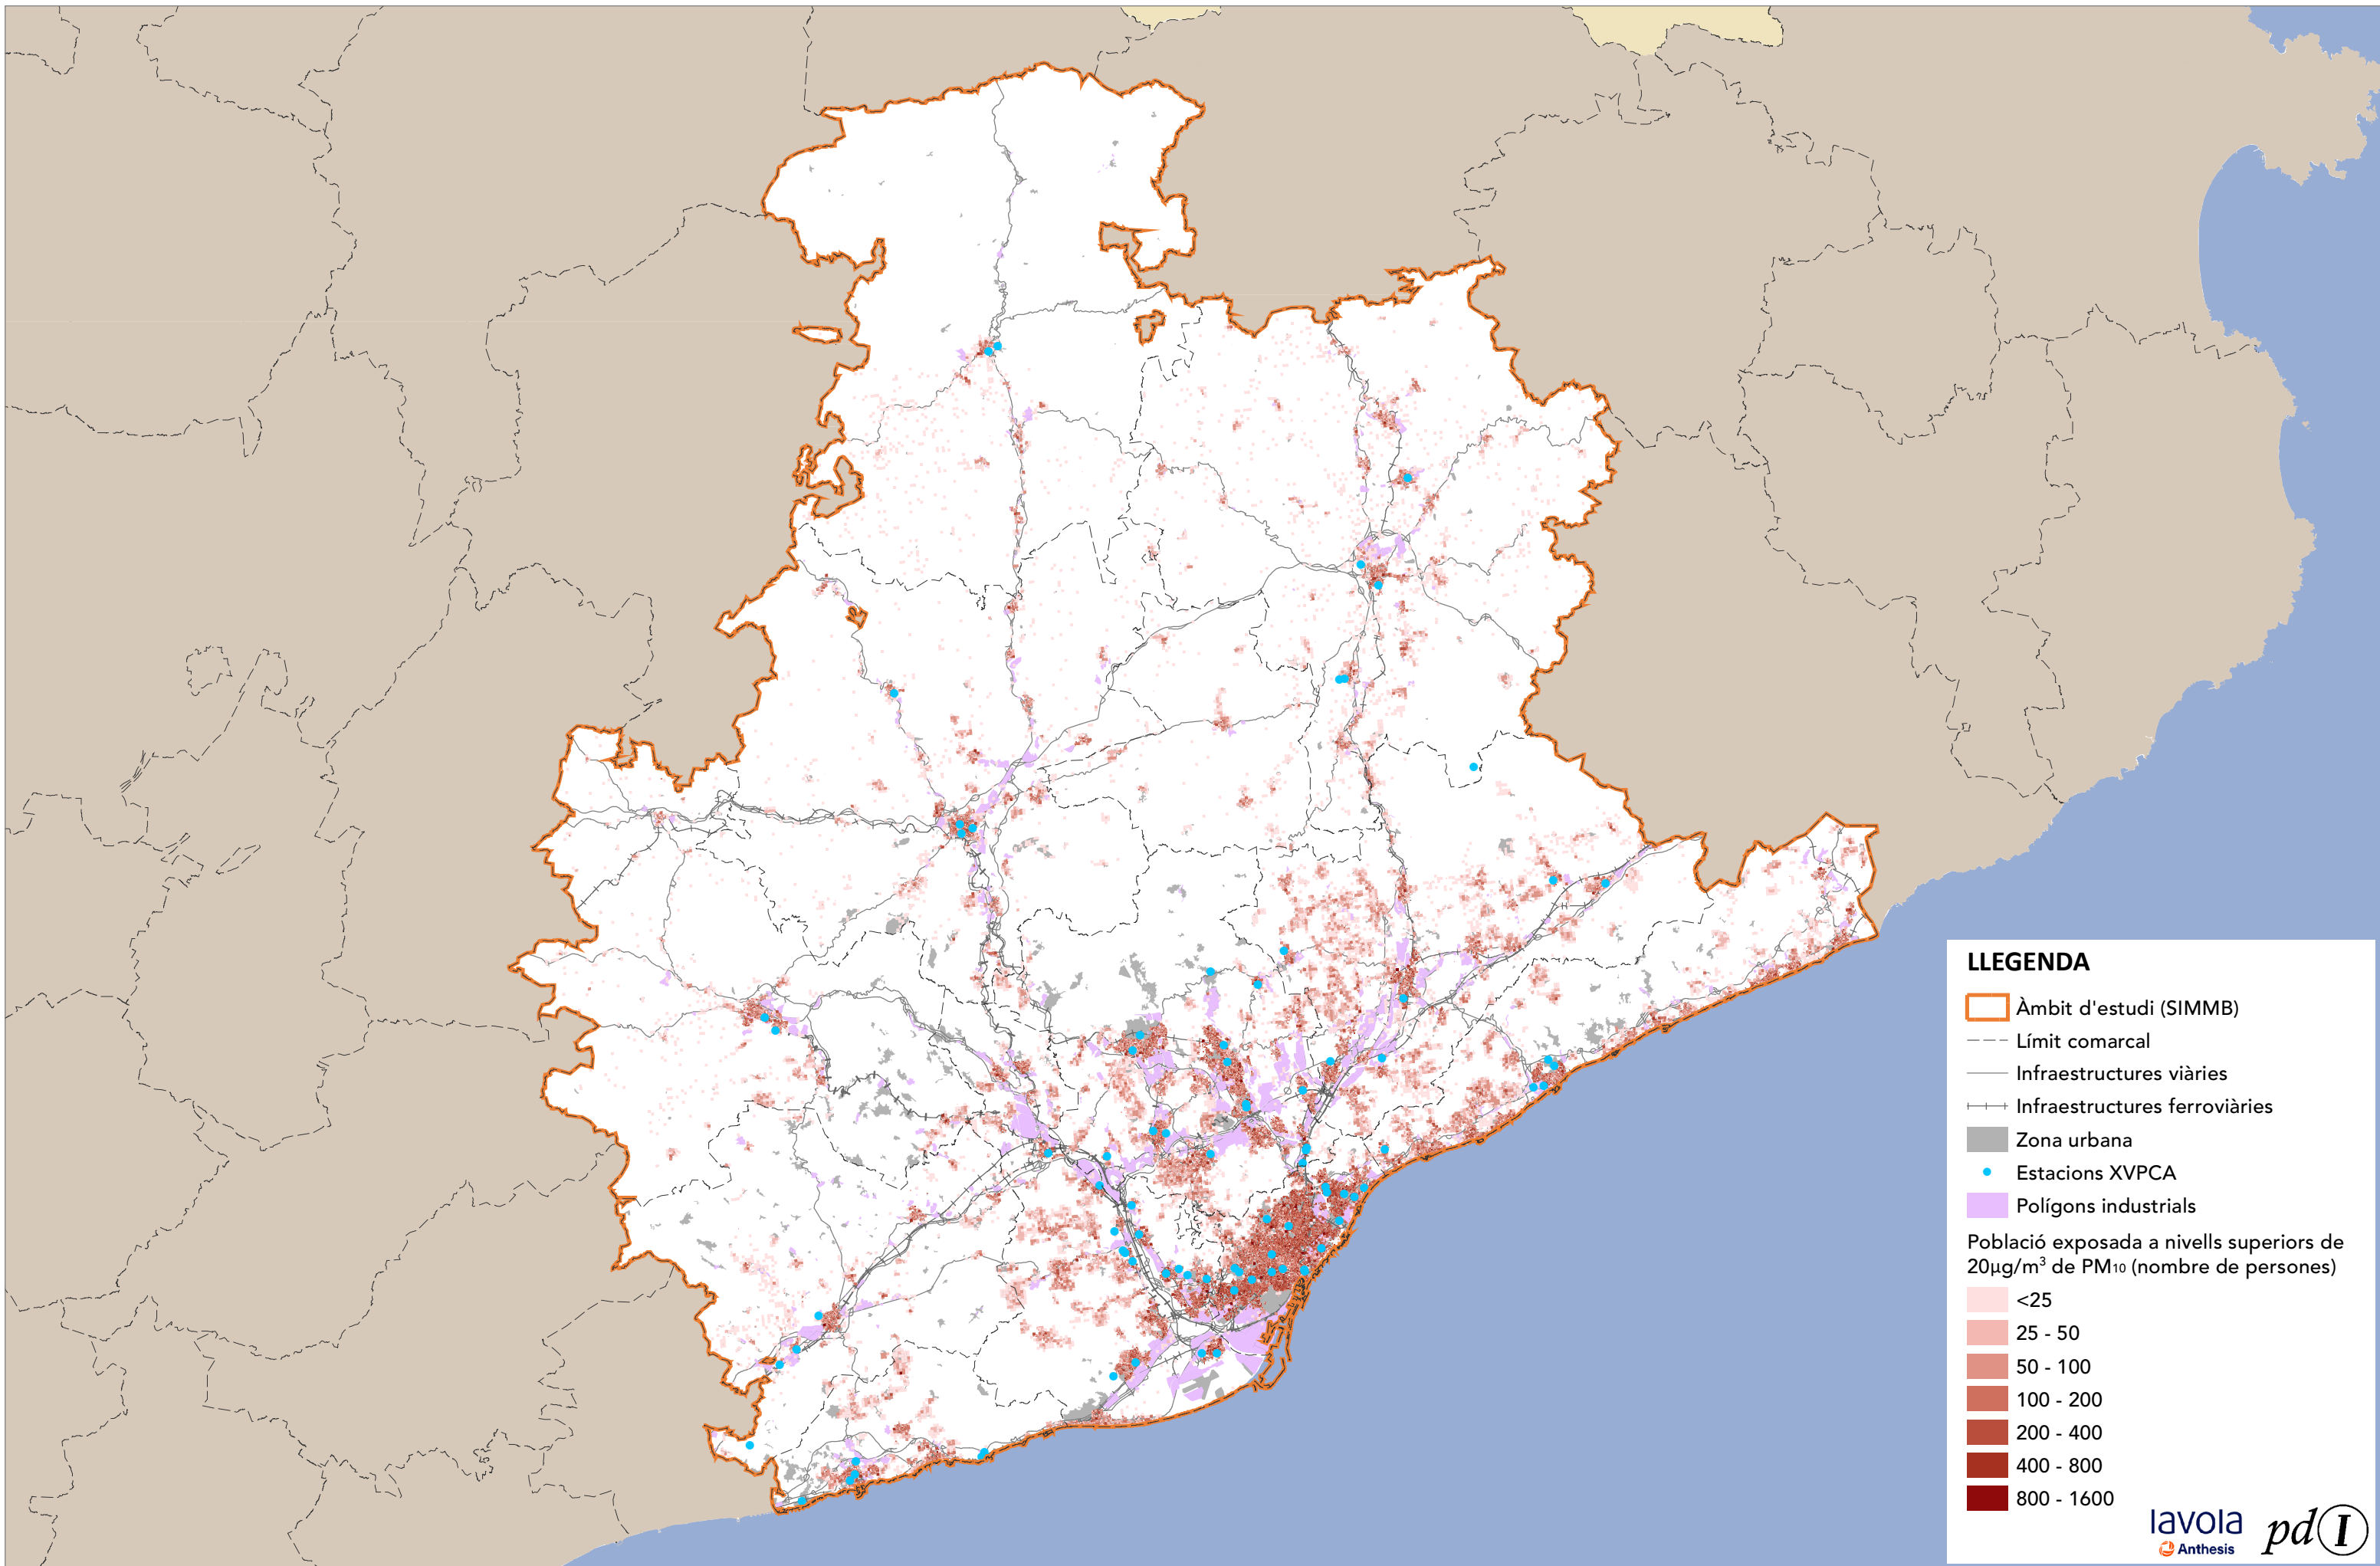 LLEGENDA
Àmbit d'estudi (SIMMB)
Límit comarcal
Infraestructures viàries
Infraestructures ferroviàries
Zona urbana
Estacions XVPCA
Polígons industrials
Població exposada a nivells superiors de
20µg/m³ de PM10 (nombre de persones)
<25
25 - 50
50 - 100
100 - 200
200 - 400
400 - 800
800 - 1600
lavola
Anthesis
pdI